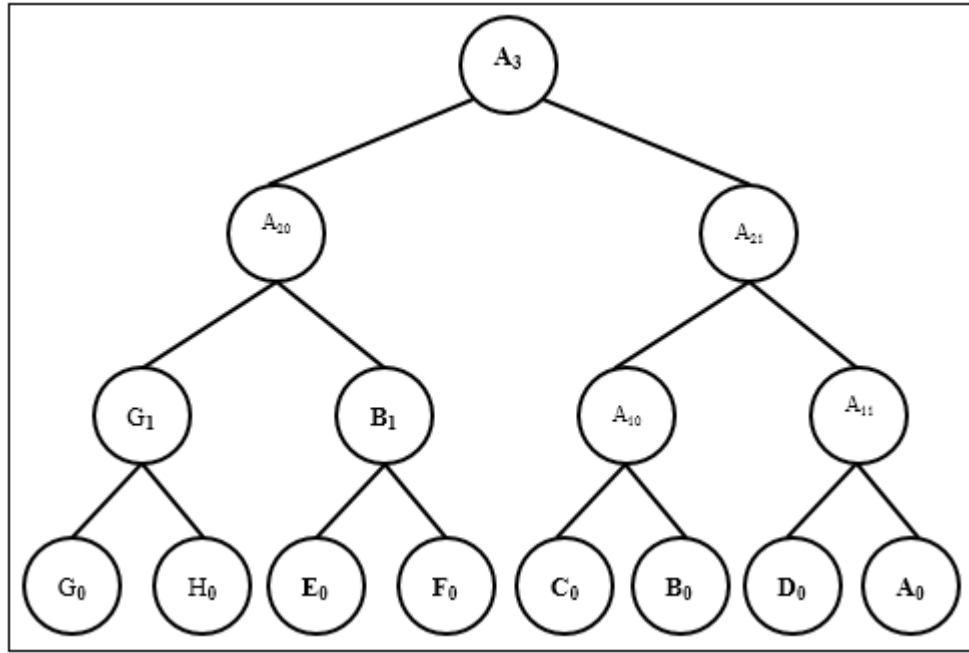 A₃
A₂₀ A₂₁
G₁ B₁ A₁₀ A₁₁
G₀ H₀ E₀ F₀ C₀ B₀ D₀ A₀